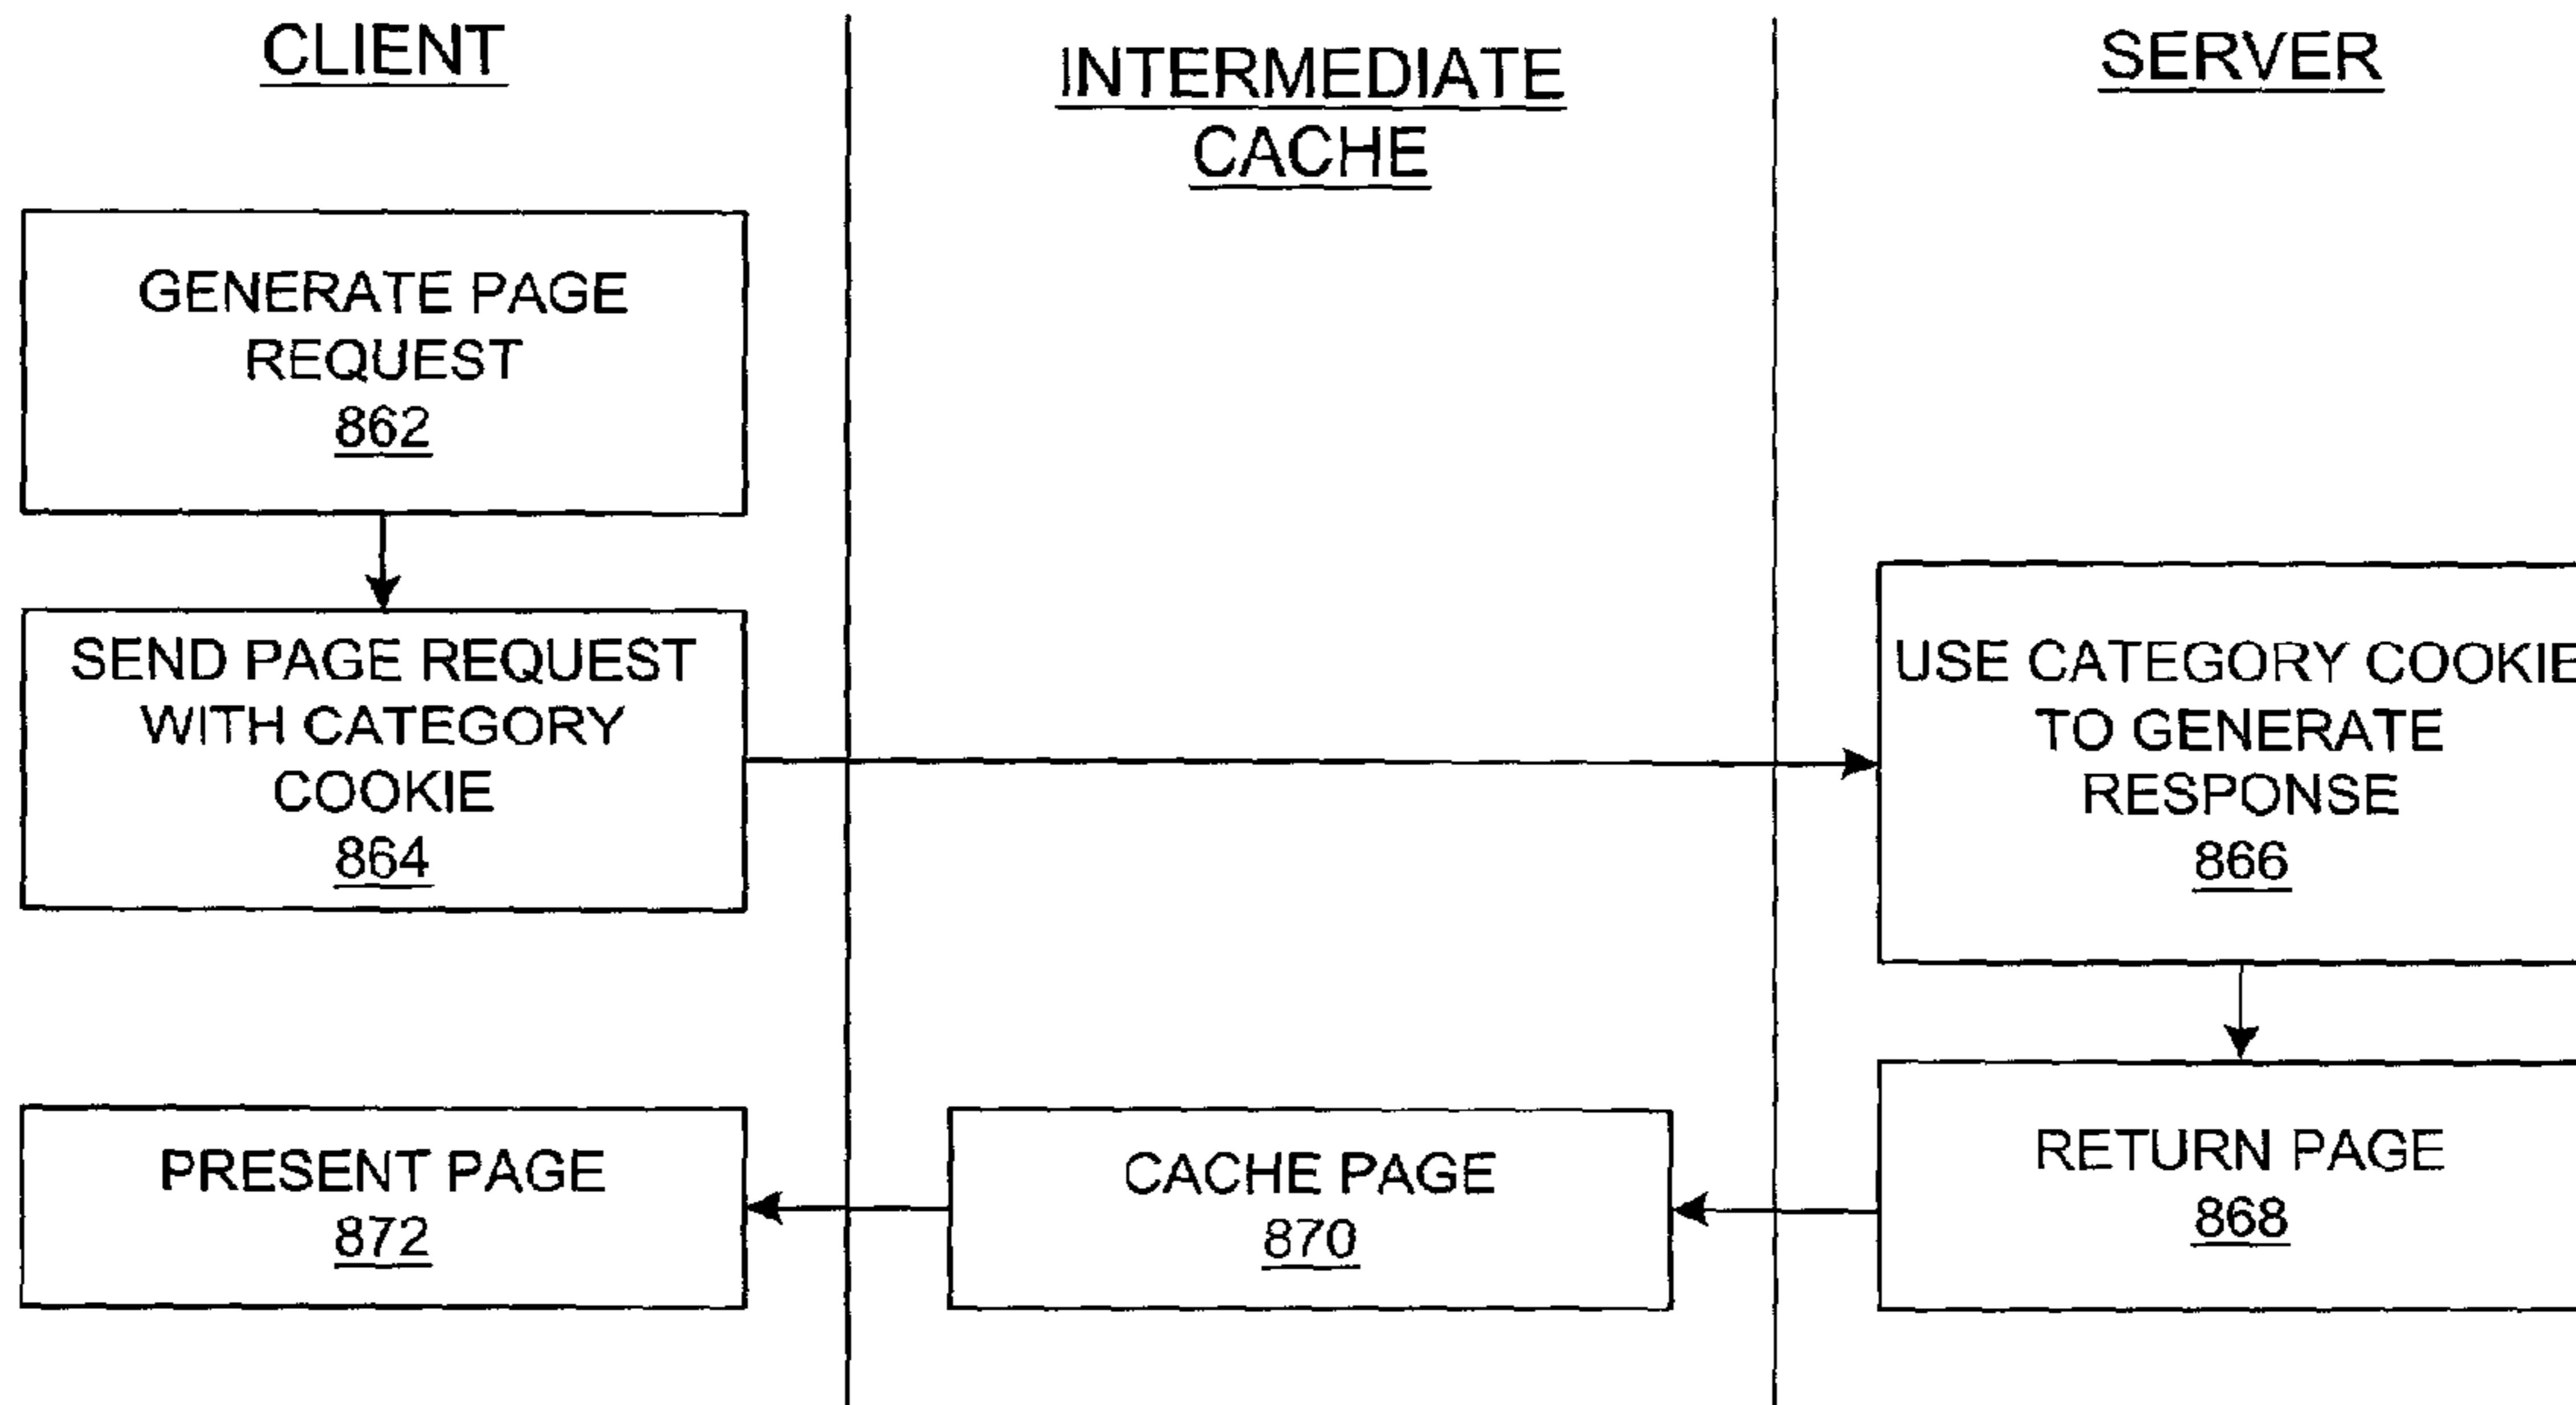 CLIENT
INTERMEDIATE
CACHE
SERVER
GENERATE PAGE
REQUEST
862
SEND PAGE REQUEST
WITH CATEGORY
COOKIE
864
USE CATEGORY COOKIE
TO GENERATE
RESPONSE
866
RETURN PAGE
868
CACHE PAGE
870
PRESENT PAGE
872